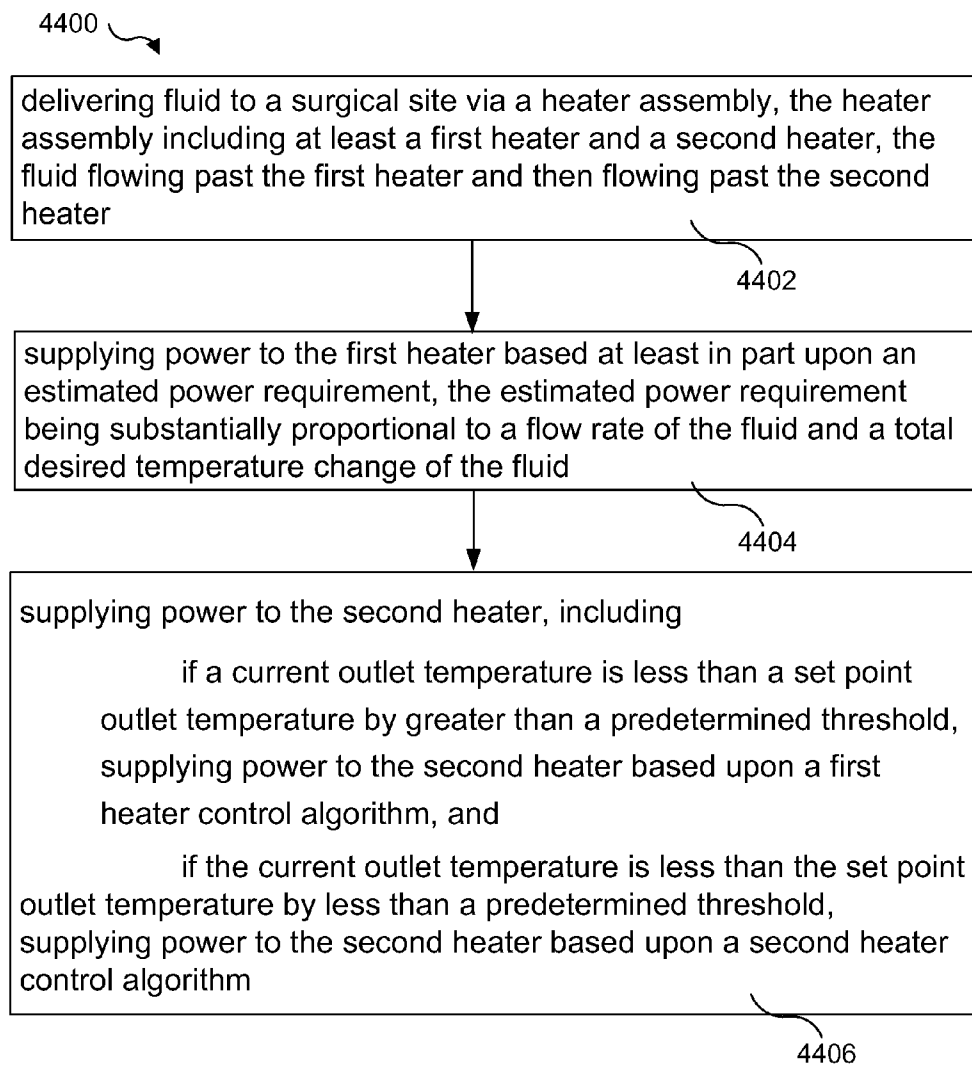 4400
delivering fluid to a surgical site via a heater assembly, the heater
assembly including at least a first heater and a second heater, the
fluid flowing past the first heater and then flowing past the second
heater
4402
supplying power to the first heater based at least in part upon an
estimated power requirement, the estimated power requirement
being substantially proportional to a flow rate of the fluid and a total
desired temperature change of the fluid
4404
supplying power to the second heater, including
if a current outlet temperature is less than a set point
outlet temperature by greater than a predetermined threshold,
supplying power to the second heater based upon a first
heater control algorithm, and
if the current outlet temperature is less than the set point
outlet temperature by less than a predetermined threshold,
supplying power to the second heater based upon a second heater
control algorithm
4406